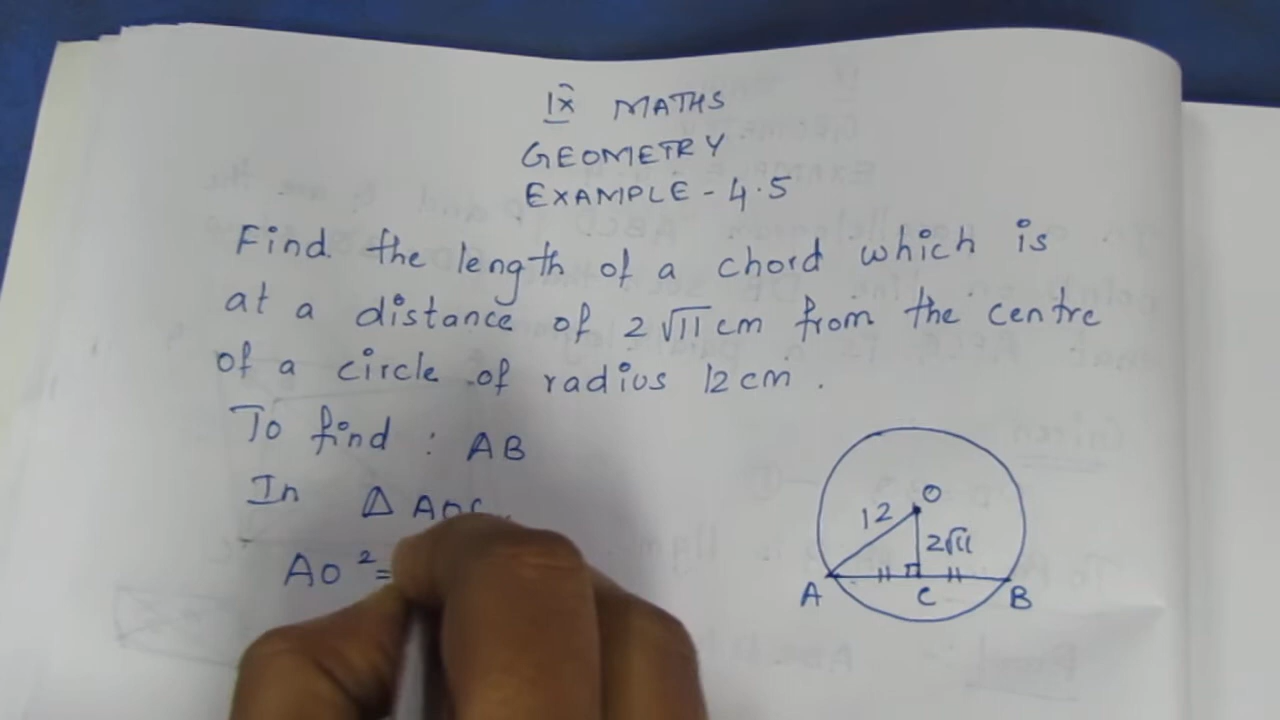 IX MATHS
GEOMETRY
EXAMPLE - 4.5
Find the length of a chord which is
at a distance of 2 √11 cm from the centre
of a circle of radius 12 cm .
To find : AB
In Δ AOC
AO² =
O
12
2√11
A C B